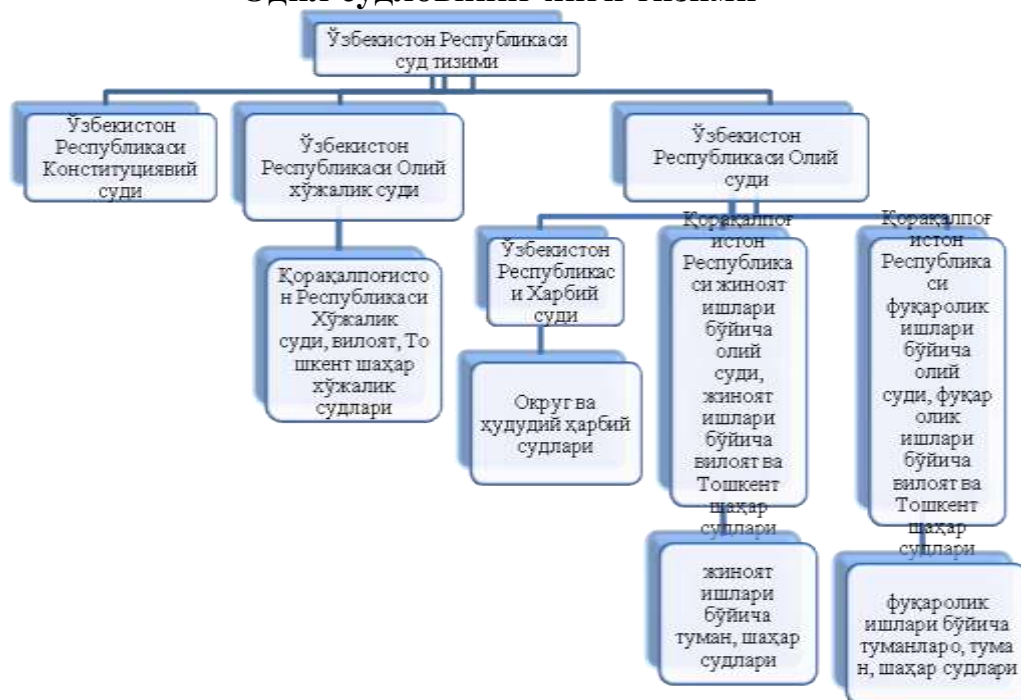 Ўзбекистон Республикаси
суд тизими
Ўзбекистон
Республикаси
Конституциявий
суди
Ўзбекистон
Республикаси Олий
хўжалик суди
Ўзбекистон
Республикаси Олий
суди
Қорақалпоғисто
н Республикаси
Хўжалик
суди, вилоят, То
шкент шаҳар
хўжалик
судлари
Ўзбекистон
Республикас
и Харбий
суди
Округ ва
ҳудудий ҳарбий
судлари
Қорақалпоғ
истон
Республика
си жиноят
ишлари
бўйича
олий
суди,
жиноят
ишлари
бўйича
вилоят ва
Тошкент
шаҳар
судлари
жиноят
ишлари
бўйича
туман, шаҳар
судлари
Қорақалпоғ
истон
Республика
си
фуқаролик
ишлари
бўйича
олий
суди, фуқар
олик
ишлари
бўйича
вилоят ва
Тошкент
шаҳар
судлари
фуқаролик
ишлари бўйича
туманларо, тума
н, шаҳар судлари